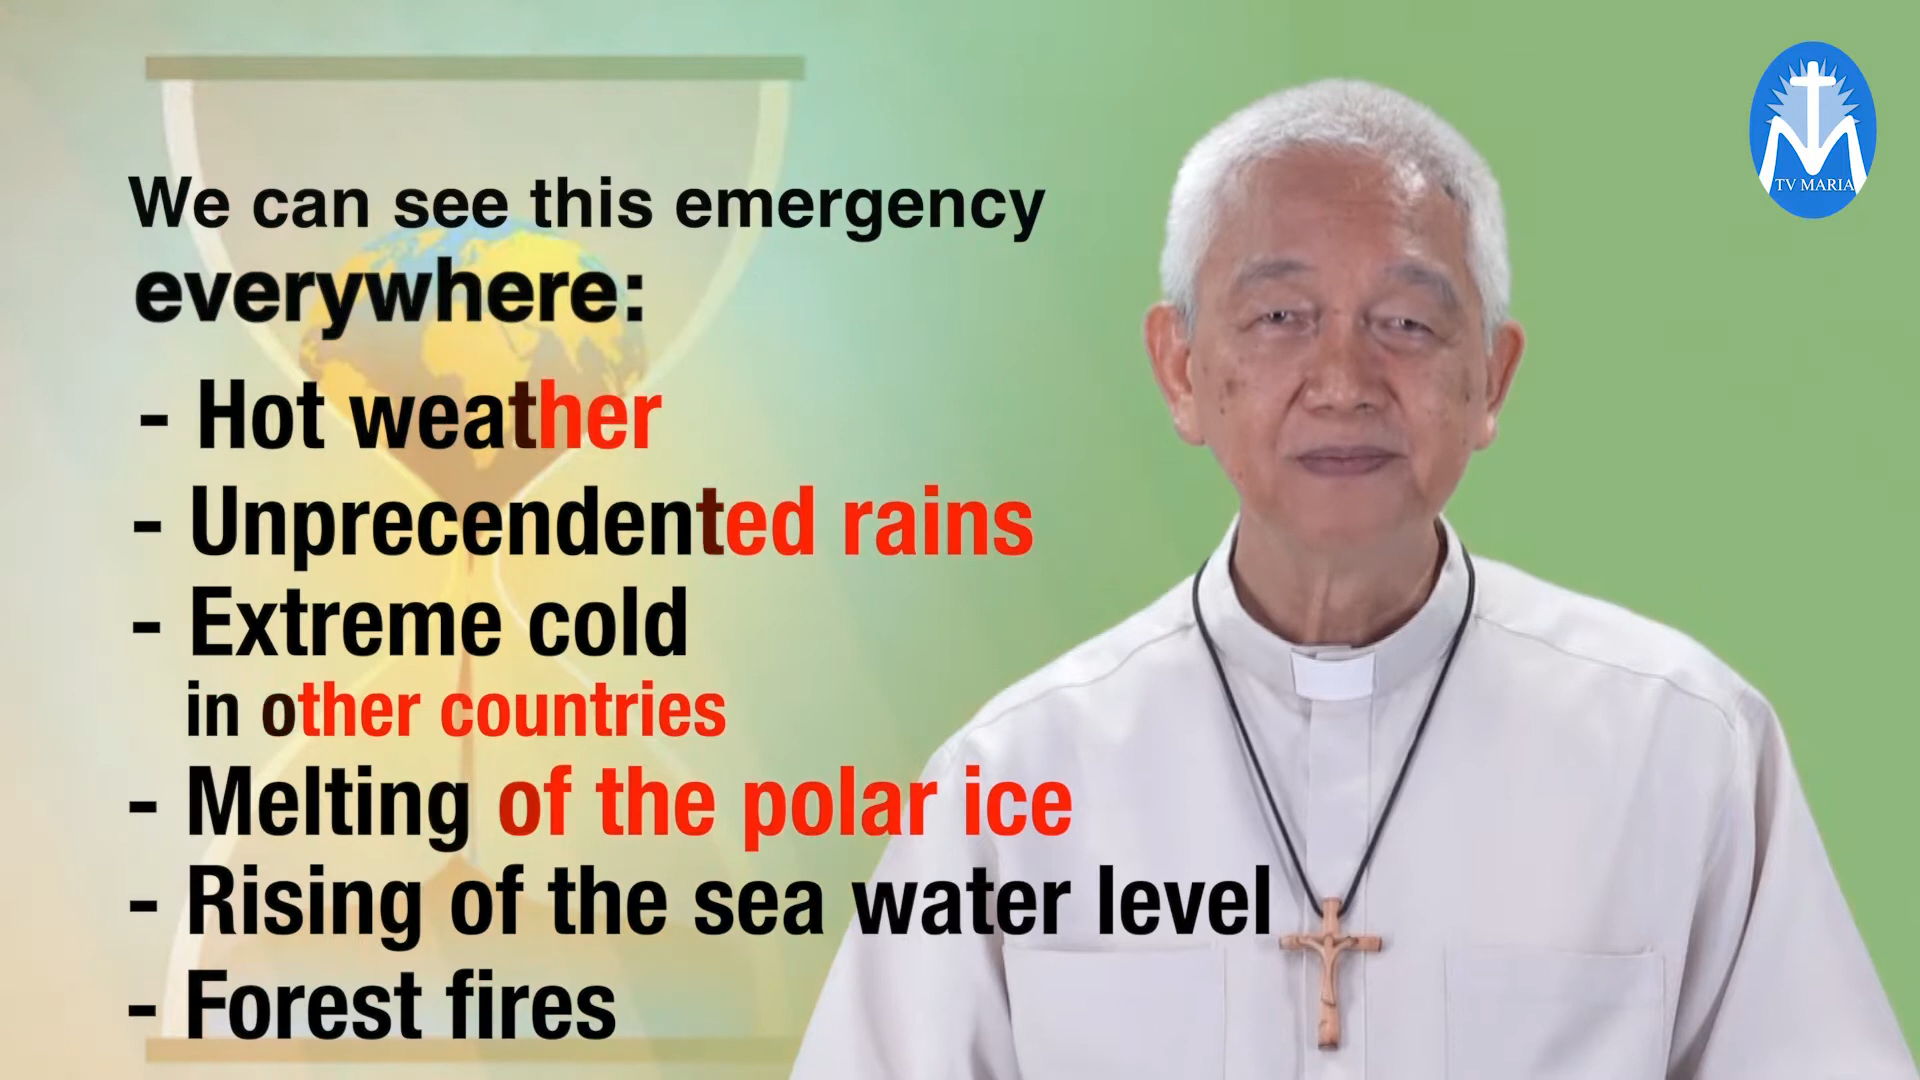 We can see this emergency
everywhere:
- Hot weather
- Unprecendented rains
- Extreme cold
in other countries
- Melting of the polar ice
- Rising of the sea water level
- Forest fires
TV MARIA